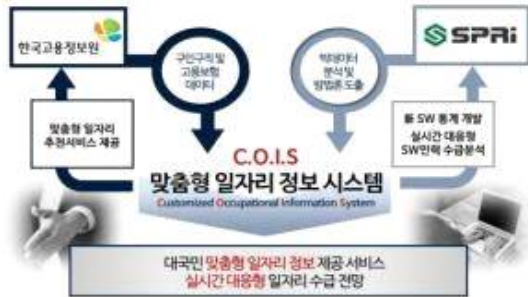 한국고용정보원
구인구직 및
고용보험
데이터
빅데이터
분석 및
방법론 도출
SPRi
맞춤형 일자리
추천서비스 제공
新 SW 통계 개발
실시간 대응형
SW인력 수급분석
C.O.I.S
맞춤형 일자리 정보 시스템
Customized Occupational Information System
대국민 맞춤형 일자리 정보 제공 서비스
실시간 대응형 일자리 수급 전망